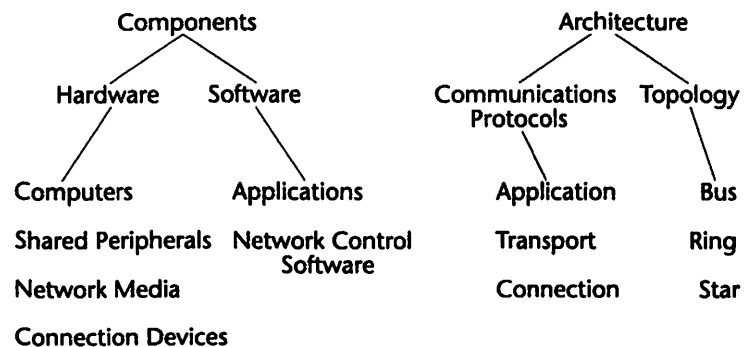 Components
Architecture
Hardware
Software
Communications
Protocols
Topology
Computers
Applications
Application
Bus
Shared Peripherals
Network Control
Software
Transport
Ring
Network Media
Connection
Star
Connection Devices